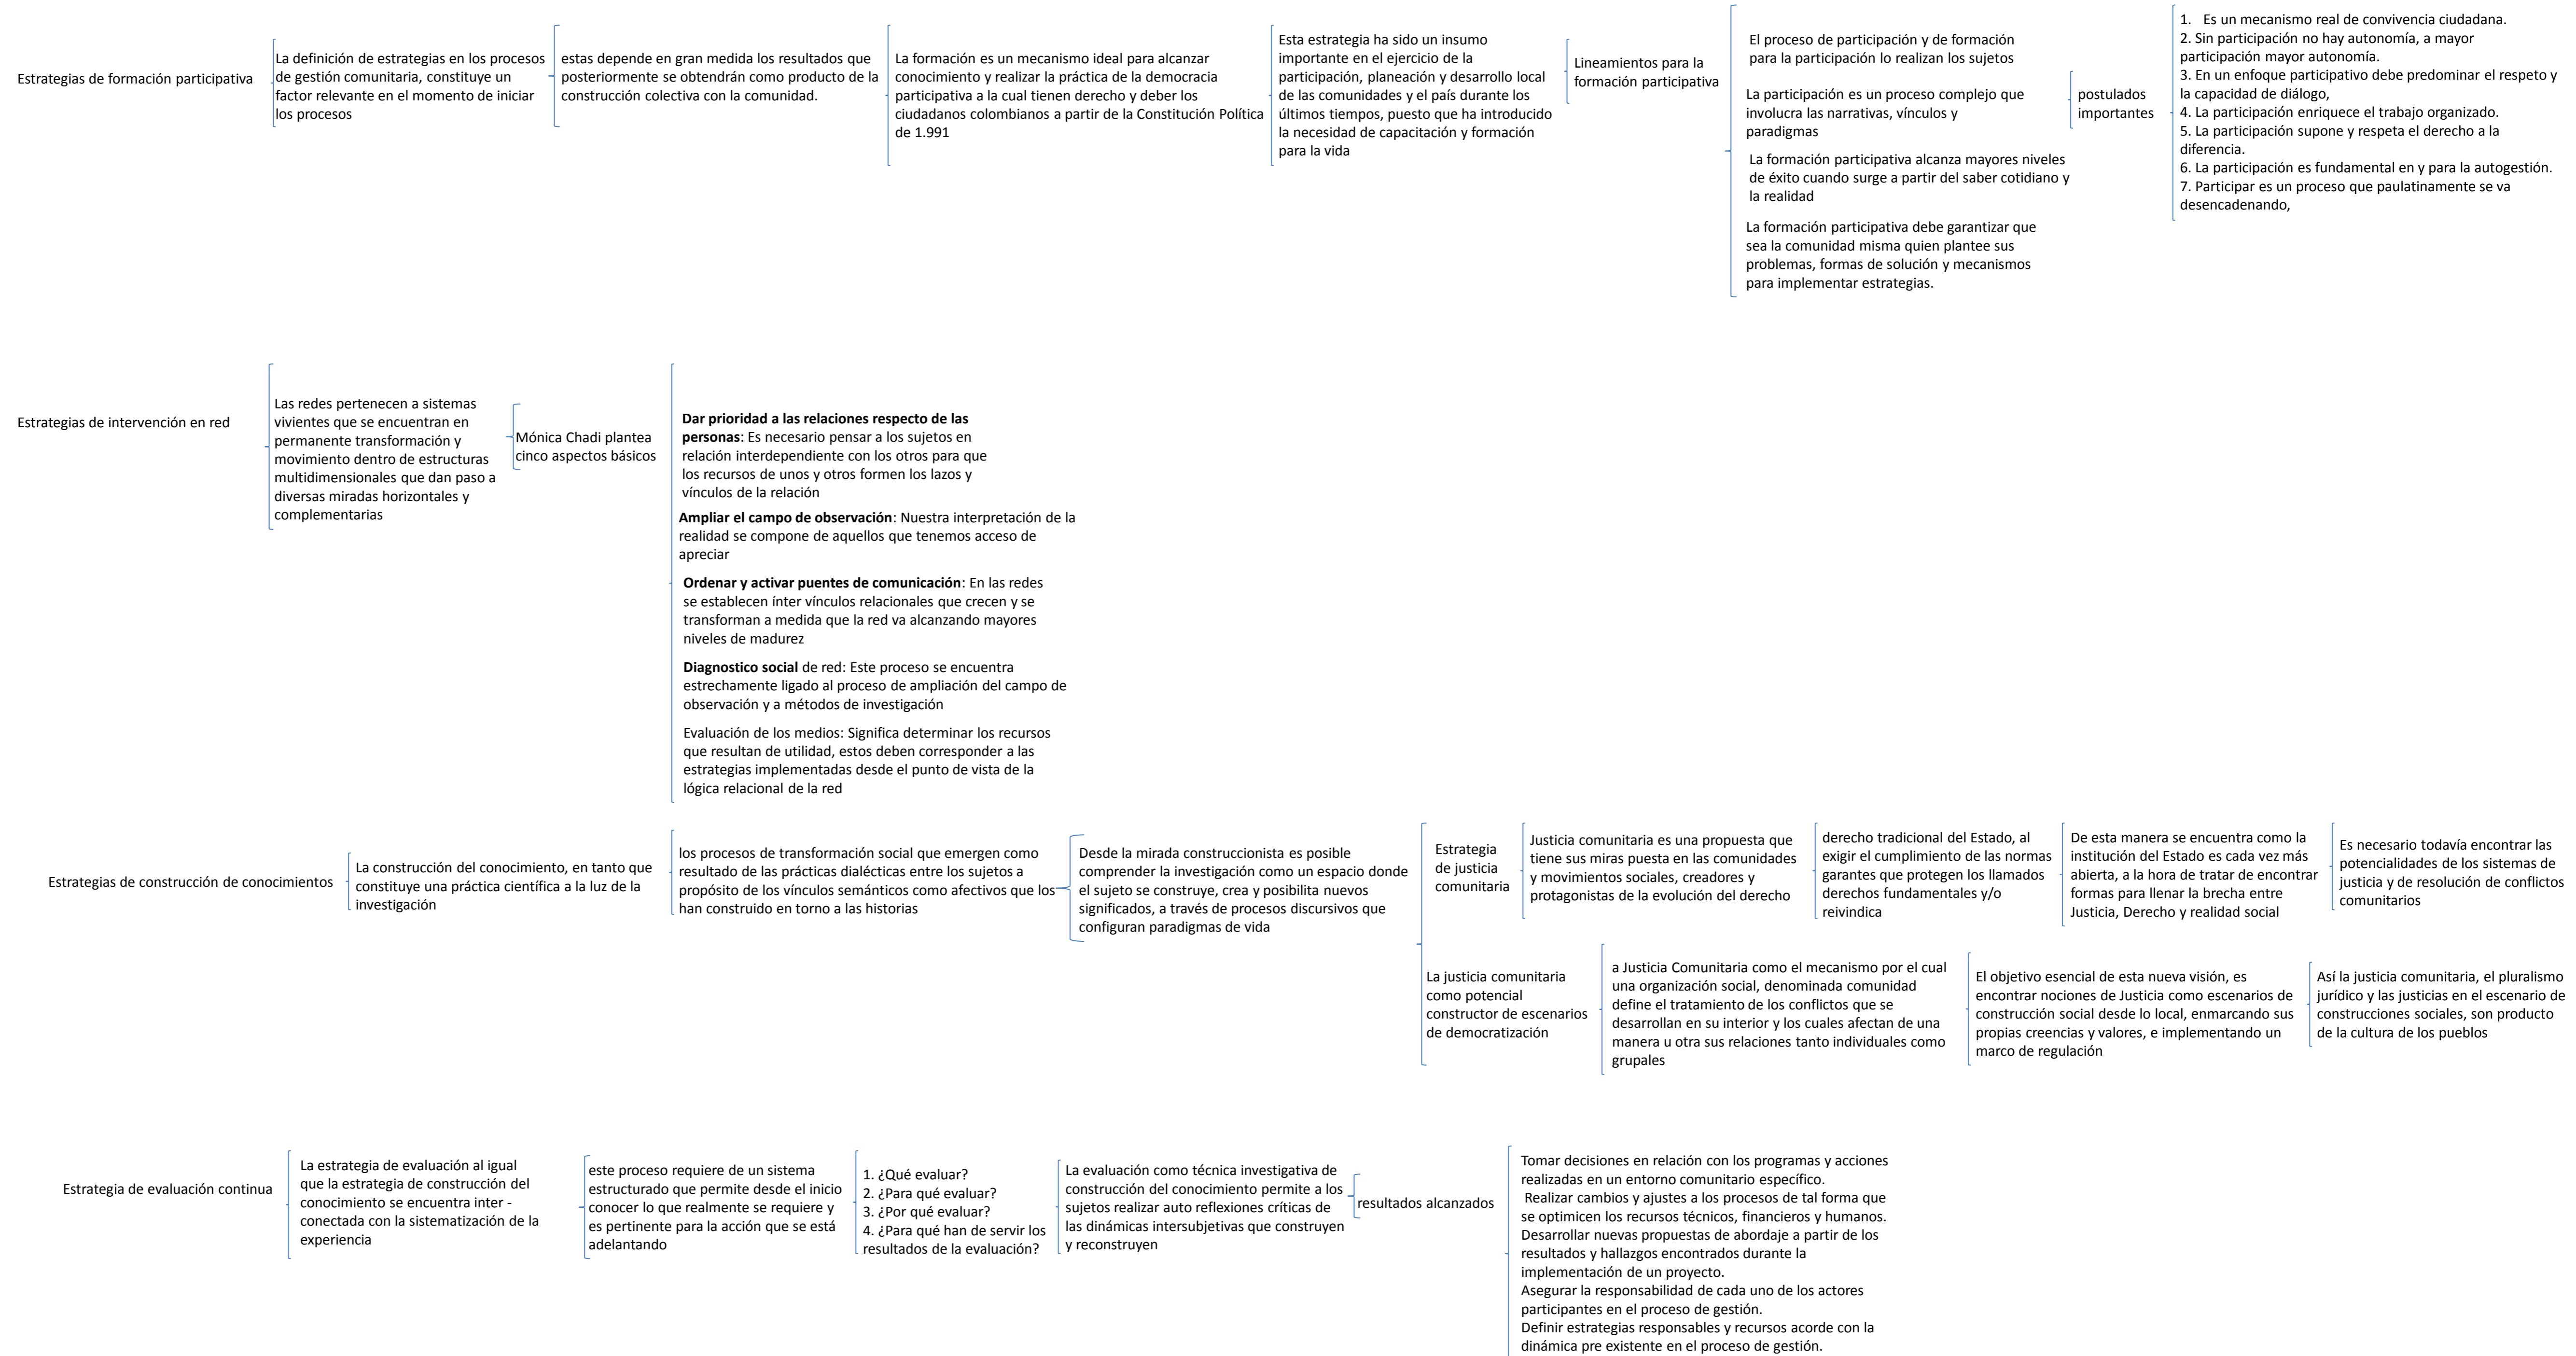 Estrategias de formación participativa
La definición de estrategias en los procesos
de gestión comunitaria, constituye un
factor relevante en el momento de iniciar
los procesos
estas depende en gran medida los resultados que
posteriormente se obtendrán como producto de la
construcción colectiva con la comunidad.
La formación es un mecanismo ideal para alcanzar
conocimiento y realizar la práctica de la democracia
participativa a la cual tienen derecho y deber los
ciudadanos colombianos a partir de la Constitución Política
de 1.991
Esta estrategia ha sido un insumo
importante en el ejercicio de la
participación, planeación y desarrollo local
de las comunidades y el país durante los
últimos tiempos, puesto que ha introducido
la necesidad de capacitación y formación
para la vida
Lineamientos para la
formación participativa
El proceso de participación y de formación
para la participación lo realizan los sujetos
La participación es un proceso complejo que
involucra las narrativas, vínculos y
paradigmas
La formación participativa alcanza mayores niveles
de éxito cuando surge a partir del saber cotidiano y
la realidad
La formación participativa debe garantizar que
sea la comunidad misma quien plantee sus
problemas, formas de solución y mecanismos
para implementar estrategias.
postulados
importantes
1. Es un mecanismo real de convivencia ciudadana.
2. Sin participación no hay autonomía, a mayor
participación mayor autonomía.
3. En un enfoque participativo debe predominar el respeto y
la capacidad de diálogo,
4. La participación enriquece el trabajo organizado.
5. La participación supone y respeta el derecho a la
diferencia.
6. La participación es fundamental en y para la autogestión.
7. Participar es un proceso que paulatinamente se va
desencadenando,
Estrategias de intervención en red
Las redes pertenecen a sistemas
vivientes que se encuentran en
permanente transformación y
movimiento dentro de estructuras
multidimensionales que dan paso a
diversas miradas horizontales y
complementarias
Mónica Chadi plantea
cinco aspectos básicos
Dar prioridad a las relaciones respecto de las
personas: Es necesario pensar a los sujetos en
relación interdependiente con los otros para que
los recursos de unos y otros formen los lazos y
vínculos de la relación
Ampliar el campo de observación: Nuestra interpretación de la
realidad se compone de aquellos que tenemos acceso de
apreciar
Ordenar y activar puentes de comunicación: En las redes
se establecen ínter vínculos relacionales que crecen y se
transforman a medida que la red va alcanzando mayores
niveles de madurez
Diagnostico social de red: Este proceso se encuentra
estrechamente ligado al proceso de ampliación del campo de
observación y a métodos de investigación
Evaluación de los medios: Significa determinar los recursos
que resultan de utilidad, estos deben corresponder a las
estrategias implementadas desde el punto de vista de la
lógica relacional de la red
Estrategias de construcción de conocimientos
La construcción del conocimiento, en tanto que
constituye una práctica científica a la luz de la
investigación
los procesos de transformación social que emergen como
resultado de las prácticas dialécticas entre los sujetos a
propósito de los vínculos semánticos como afectivos que los
han construido en torno a las historias
Desde la mirada construccionista es posible
comprender la investigación como un espacio donde
el sujeto se construye, crea y posibilita nuevos
significados, a través de procesos discursivos que
configuran paradigmas de vida
Estrategia
de justicia
comunitaria
Justicia comunitaria es una propuesta que
tiene sus miras puesta en las comunidades
y movimientos sociales, creadores y
protagonistas de la evolución del derecho
derecho tradicional del Estado, al
exigir el cumplimiento de las normas
garantes que protegen los llamados
derechos fundamentales y/o
reivindica
De esta manera se encuentra como la
institución del Estado es cada vez más
abierta, a la hora de tratar de encontrar
formas para llenar la brecha entre
Justicia, Derecho y realidad social
Es necesario todavía encontrar las
potencialidades de los sistemas de
justicia y de resolución de conflictos
comunitarios
La justicia comunitaria
como potencial
constructor de escenarios
de democratización
a Justicia Comunitaria como el mecanismo por el cual
una organización social, denominada comunidad
define el tratamiento de los conflictos que se
desarrollan en su interior y los cuales afectan de una
manera u otra sus relaciones tanto individuales como
grupales
El objetivo esencial de esta nueva visión, es
encontrar nociones de Justicia como escenarios de
construcción social desde lo local, enmarcando sus
propias creencias y valores, e implementando un
marco de regulación
Así la justicia comunitaria, el pluralismo
jurídico y las justicias en el escenario de
construcciones sociales, son producto
de la cultura de los pueblos
Estrategia de evaluación continua
La estrategia de evaluación al igual
que la estrategia de construcción del
conocimiento se encuentra inter -
conectada con la sistematización de la
experiencia
este proceso requiere de un sistema
estructurado que permite desde el inicio
conocer lo que realmente se requiere y
es pertinente para la acción que se está
adelantando
1. ¿Qué evaluar?
2. ¿Para qué evaluar?
3. ¿Por qué evaluar?
4. ¿Para qué han de servir los
resultados de la evaluación?
La evaluación como técnica investigativa de
construcción del conocimiento permite a los
sujetos realizar auto reflexiones críticas de
las dinámicas intersubjetivas que construyen
y reconstruyen
resultados alcanzados
Tomar decisiones en relación con los programas y acciones
realizadas en un entorno comunitario específico.
Realizar cambios y ajustes a los procesos de tal forma que
se optimicen los recursos técnicos, financieros y humanos.
Desarrollar nuevas propuestas de abordaje a partir de los
resultados y hallazgos encontrados durante la
implementación de un proyecto.
Asegurar la responsabilidad de cada uno de los actores
participantes en el proceso de gestión.
Definir estrategias responsables y recursos acorde con la
dinámica pre existente en el proceso de gestión.